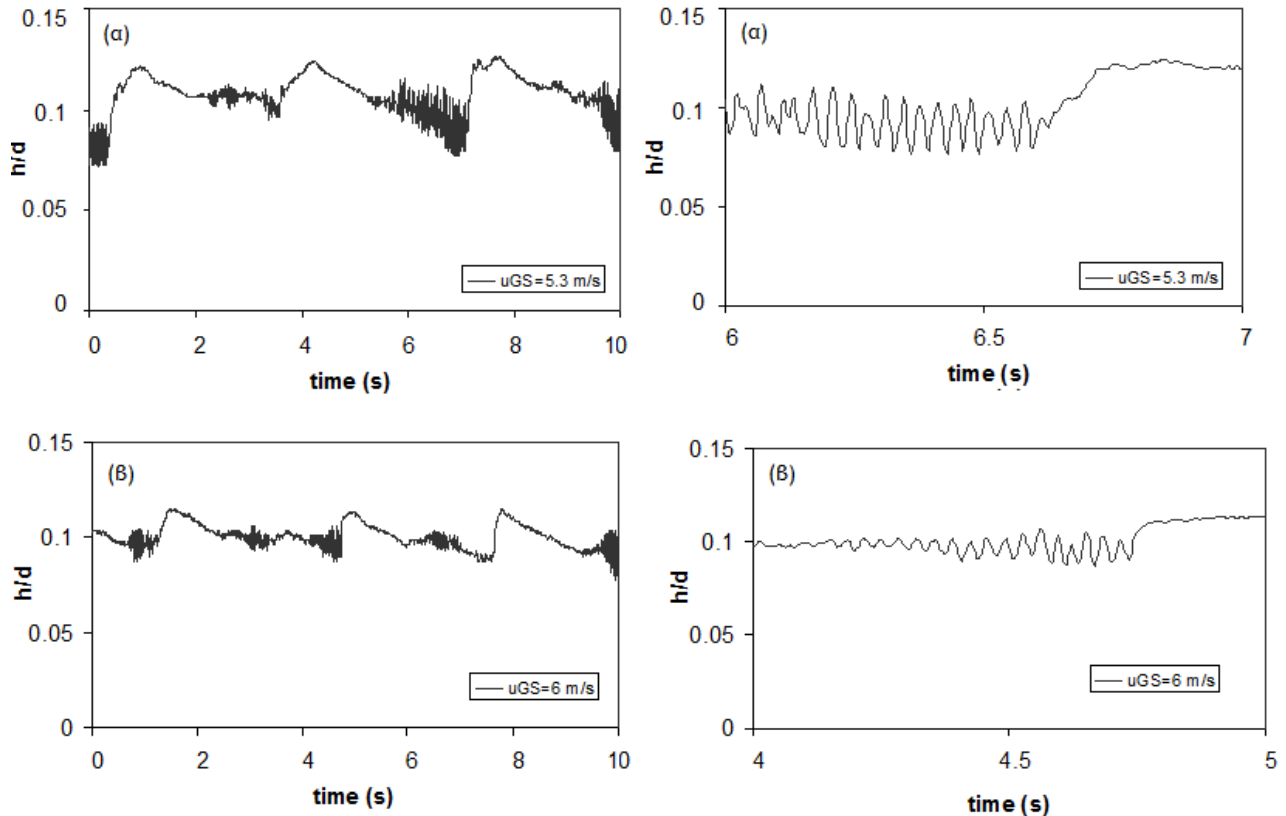 0.15
(α)
0.1
h/d
0.05
uGS=5.3 m/s
0
0 2 4 6 8 10
time (s)
0.15
(α)
0.1
h/d
0.05
uGS=5.3 m/s
0
6 6.5 7
time (s)
0.15
(β)
0.1
h/d
0.05
uGS=6 m/s
0
0 2 4 6 8 10
time (s)
0.15
(β)
0.1
h/d
0.05
uGS=6 m/s
0
4 4.5 5
time (s)